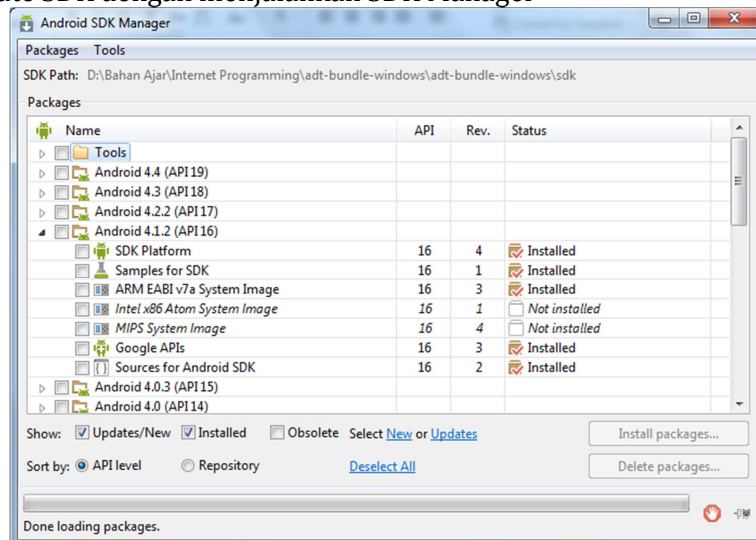 SDK dengan menjalankan SDK Manager
Android SDK Manager
Packages Tools
SDK Path: D:\Bahan Ajar\Internet Programming\adt-bundle-windows\adt-bundle-windows\sdk
Packages
Name API Rev. Status
Tools
Android 4.4 (API 19)
Android 4.3 (API 18)
Android 4.2.2 (API 17)
Android 4.1.2 (API 16)
SDK Platform 16 4 Installed
Samples for SDK 16 1 Installed
ARM EABI v7a System Image 16 3 Installed
Intel x86 Atom System Image 16 1 Not installed
MIPS System Image 16 4 Not installed
Google APIs 16 3 Installed
Sources for Android SDK 16 2 Installed
Android 4.0.3 (API 15)
Android 4.0 (API 14)
Show: Updates/New Installed Obsolete Select New or Updates Install packages...
Sort by: API level Repository Deselect All Delete packages...
Done loading packages.